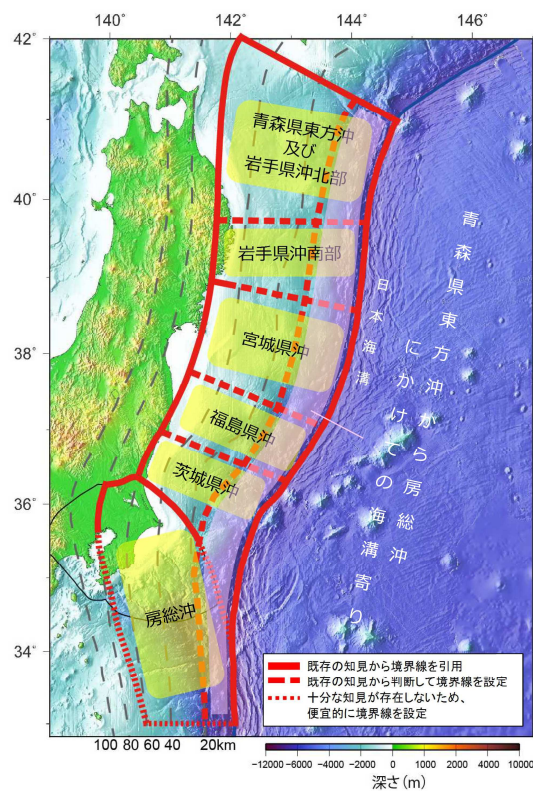 140°
142°
144°
146°
42°
40°
38°
36°
34°
青森県東方沖
及び
岩手県沖北部
岩手県沖南部
宮城県沖
福島県沖
茨城県沖
房総沖
日本海溝
青森県東方沖から房総沖
にかけての海溝寄り
既存の知見から境界線を引用
既存の知見から判断して境界線を設定
十分な知見が存在しないため、
便宜的に境界線を設定
100 80 60 40 20km
-12000 -6000 -4000 -2000 0 1000 2000 4000 10000
深さ(m)